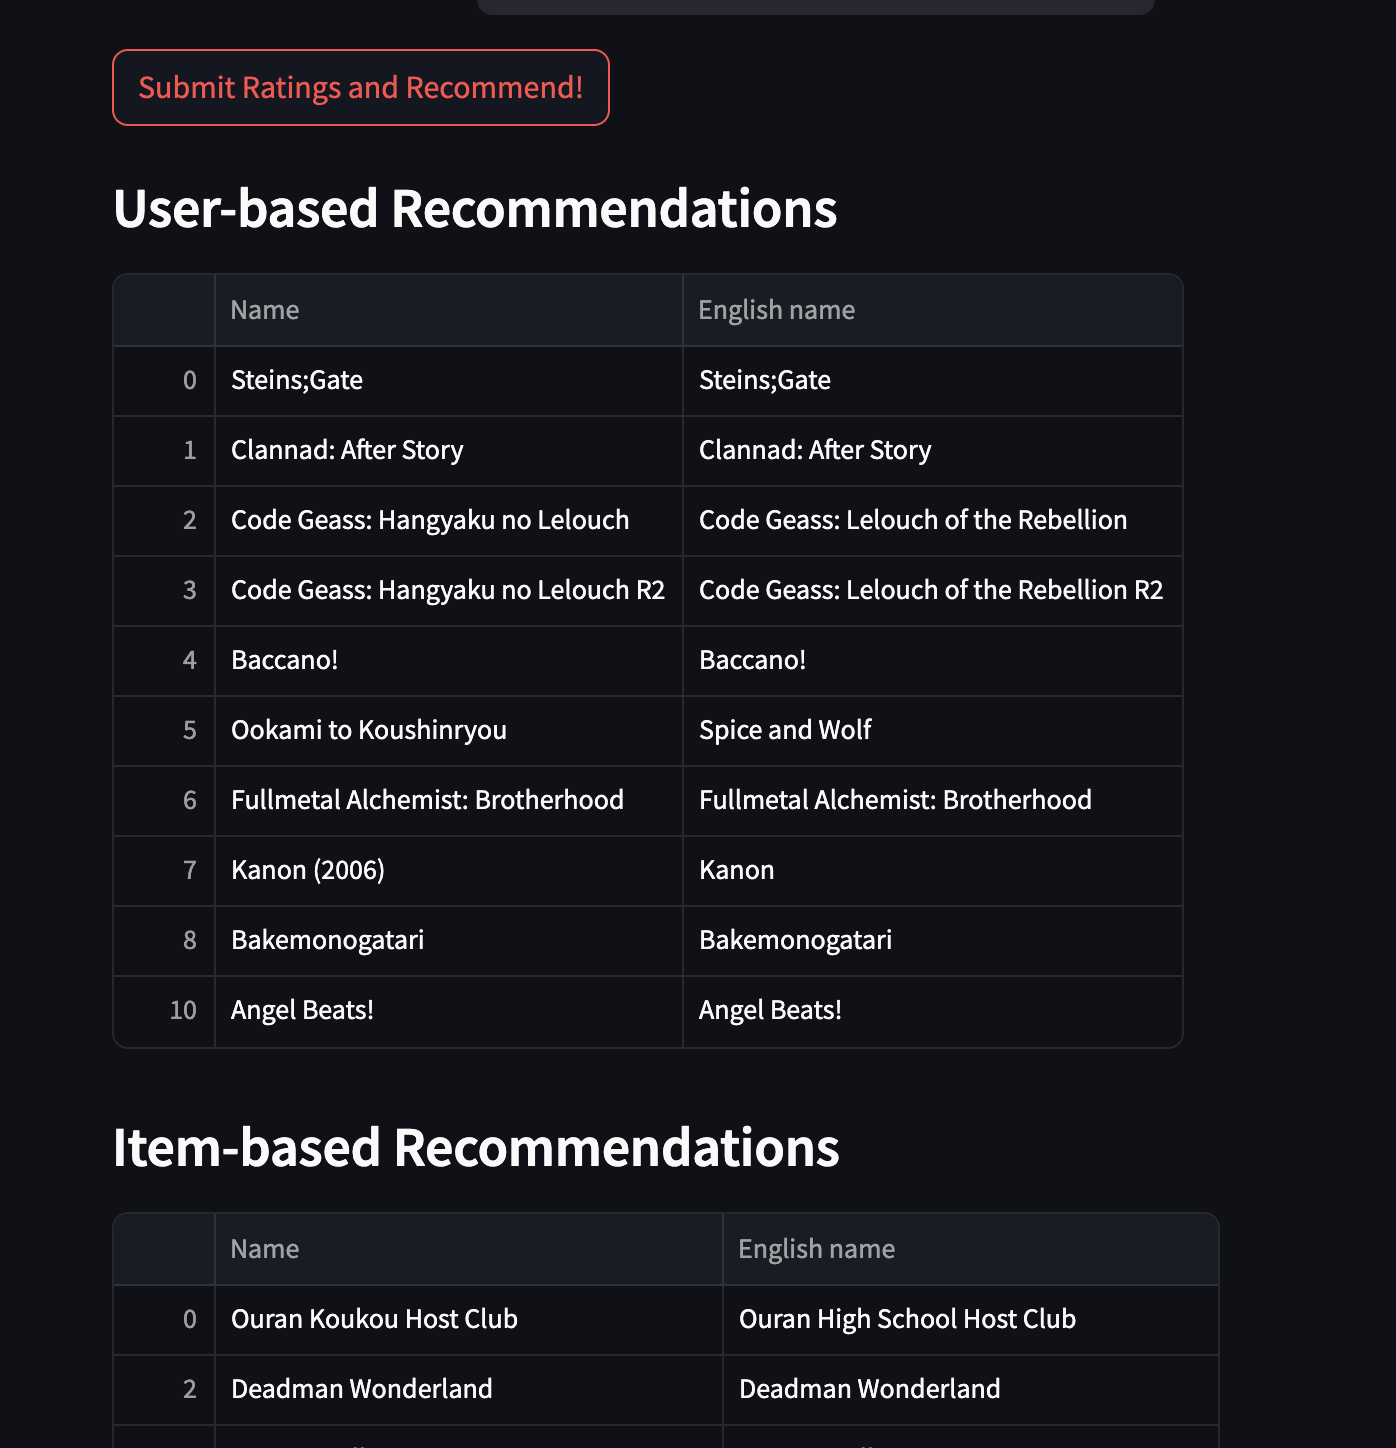 Submit Ratings and Recommend!
User-based Recommendations
Name English name
0 Steins;Gate Steins;Gate
1 Clannad: After Story Clannad: After Story
2 Code Geass: Hangyaku no Lelouch Code Geass: Lelouch of the Rebellion
3 Code Geass: Hangyaku no Lelouch R2 Code Geass: Lelouch of the Rebellion R2
4 Baccano! Baccano!
5 Ookami to Koushinryou Spice and Wolf
6 Fullmetal Alchemist: Brotherhood Fullmetal Alchemist: Brotherhood
7 Kanon (2006) Kanon
8 Bakemonogatari Bakemonogatari
10 Angel Beats! Angel Beats!
Item-based Recommendations
Name English name
0 Ouran Koukou Host Club Ouran High School Host Club
2 Deadman Wonderland Deadman Wonderland